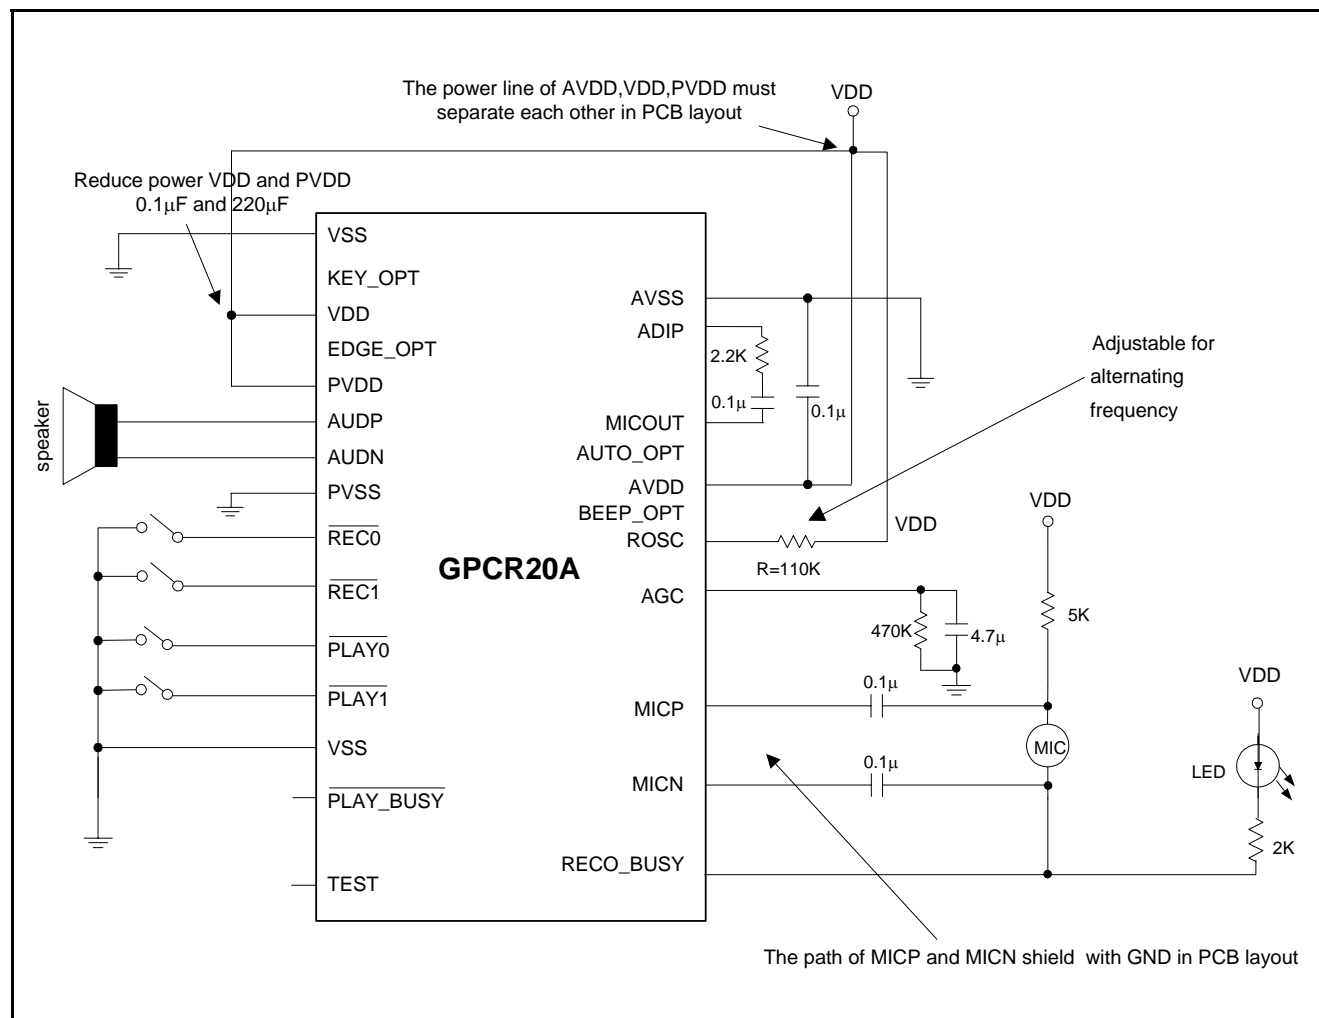 The power line of AVDD,VDD,PVDD must
separate each other in PCB layout
VDD
Reduce power VDD and PVDD
0.1µF and 220µF
VSS
KEY_OPT
VDD
EDGE_OPT
PVDD
AUDP
AUDN
PVSS
REC0
REC1
PLAY0
PLAY1
VSS
PLAY_BUSY
TEST
speaker
GPCR20A
AVSS
ADIP
MICOUT
AUTO_OPT
AVDD
BEEP_OPT
ROSC
AGC
MICP
MICN
RECO_BUSY
2.2K
0.1µ
0.1µ
Adjustable for
alternating
frequency
VDD
R=110K
470K
4.7µ
VDD
5K
0.1µ
MIC
0.1µ
VDD
LED
2K
The path of MICP and MICN shield with GND in PCB layout